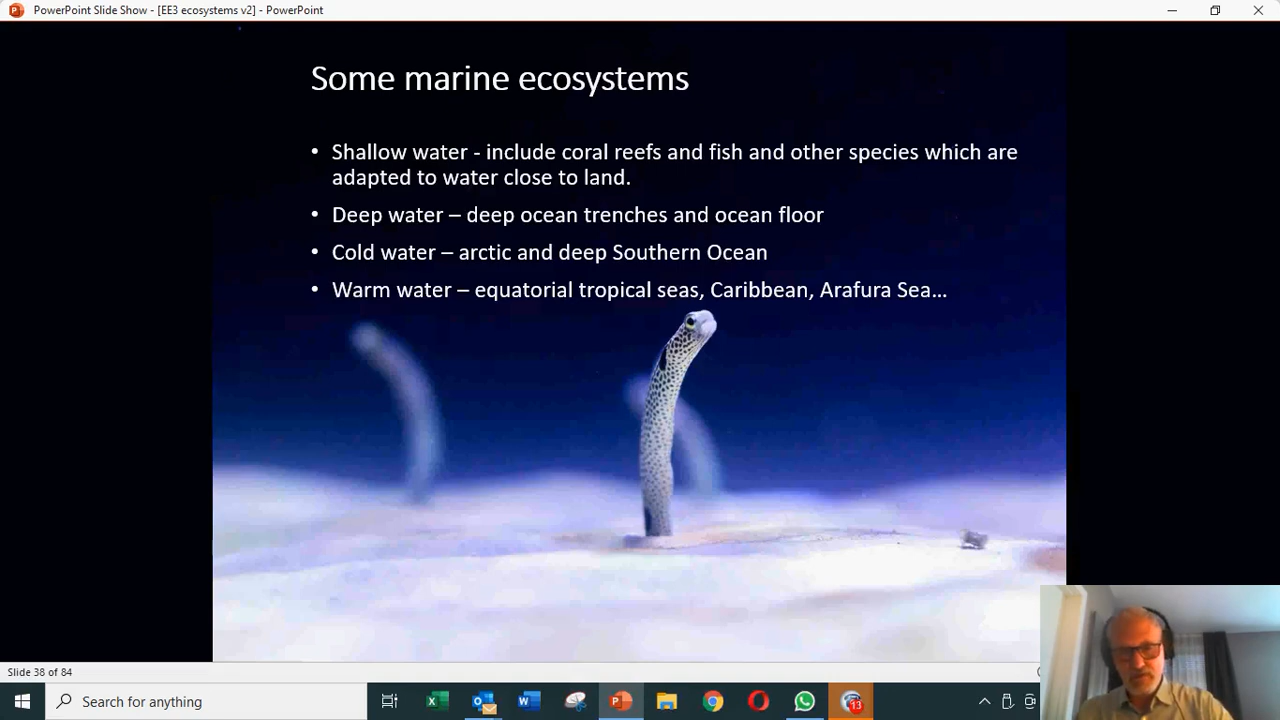 PowerPoint Slide Show - [EE3 ecosystems v2] - PowerPoint
Some marine ecosystems
• Shallow water - include coral reefs and fish and other species which are
adapted to water close to land.
• Deep water – deep ocean trenches and ocean floor
• Cold water – arctic and deep Southern Ocean
• Warm water – equatorial tropical seas, Caribbean, Arafura Sea…
Slide 38 of 84
Search for anything
13